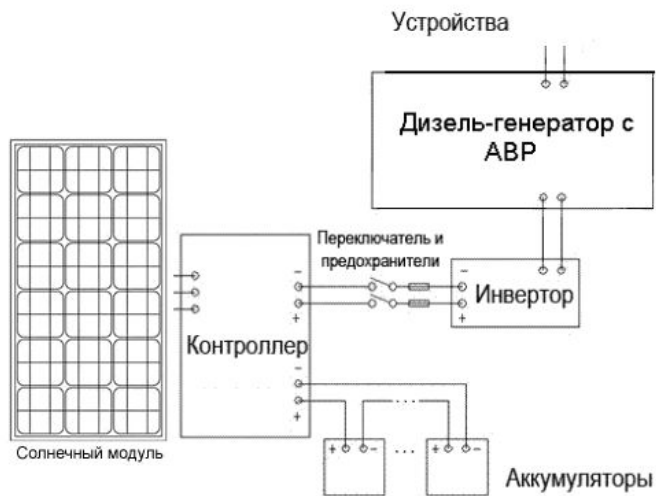 Устройства
Дизель-генератор с
АВР
Переключатель и
предохранители
Инвертор
Контроллер
Солнечный модуль
Аккумуляторы
- 
+
-
+
-
+
+ -
...
+ -
...